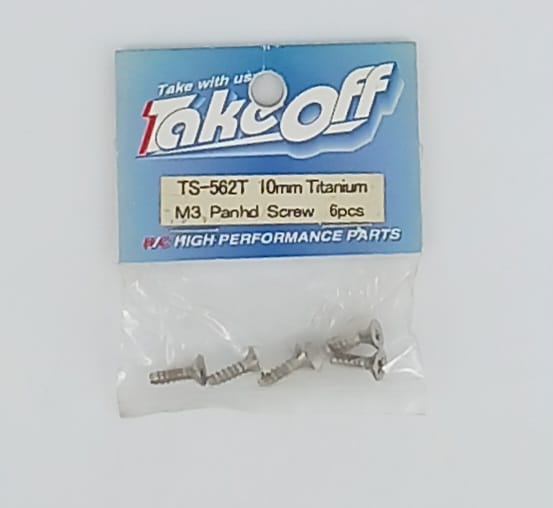 Take with us
Takeoff
TS-562T 10mm Titanium
M3 Panhd Screw 6pcs
R/C HIGH PERFORMANCE PARTS